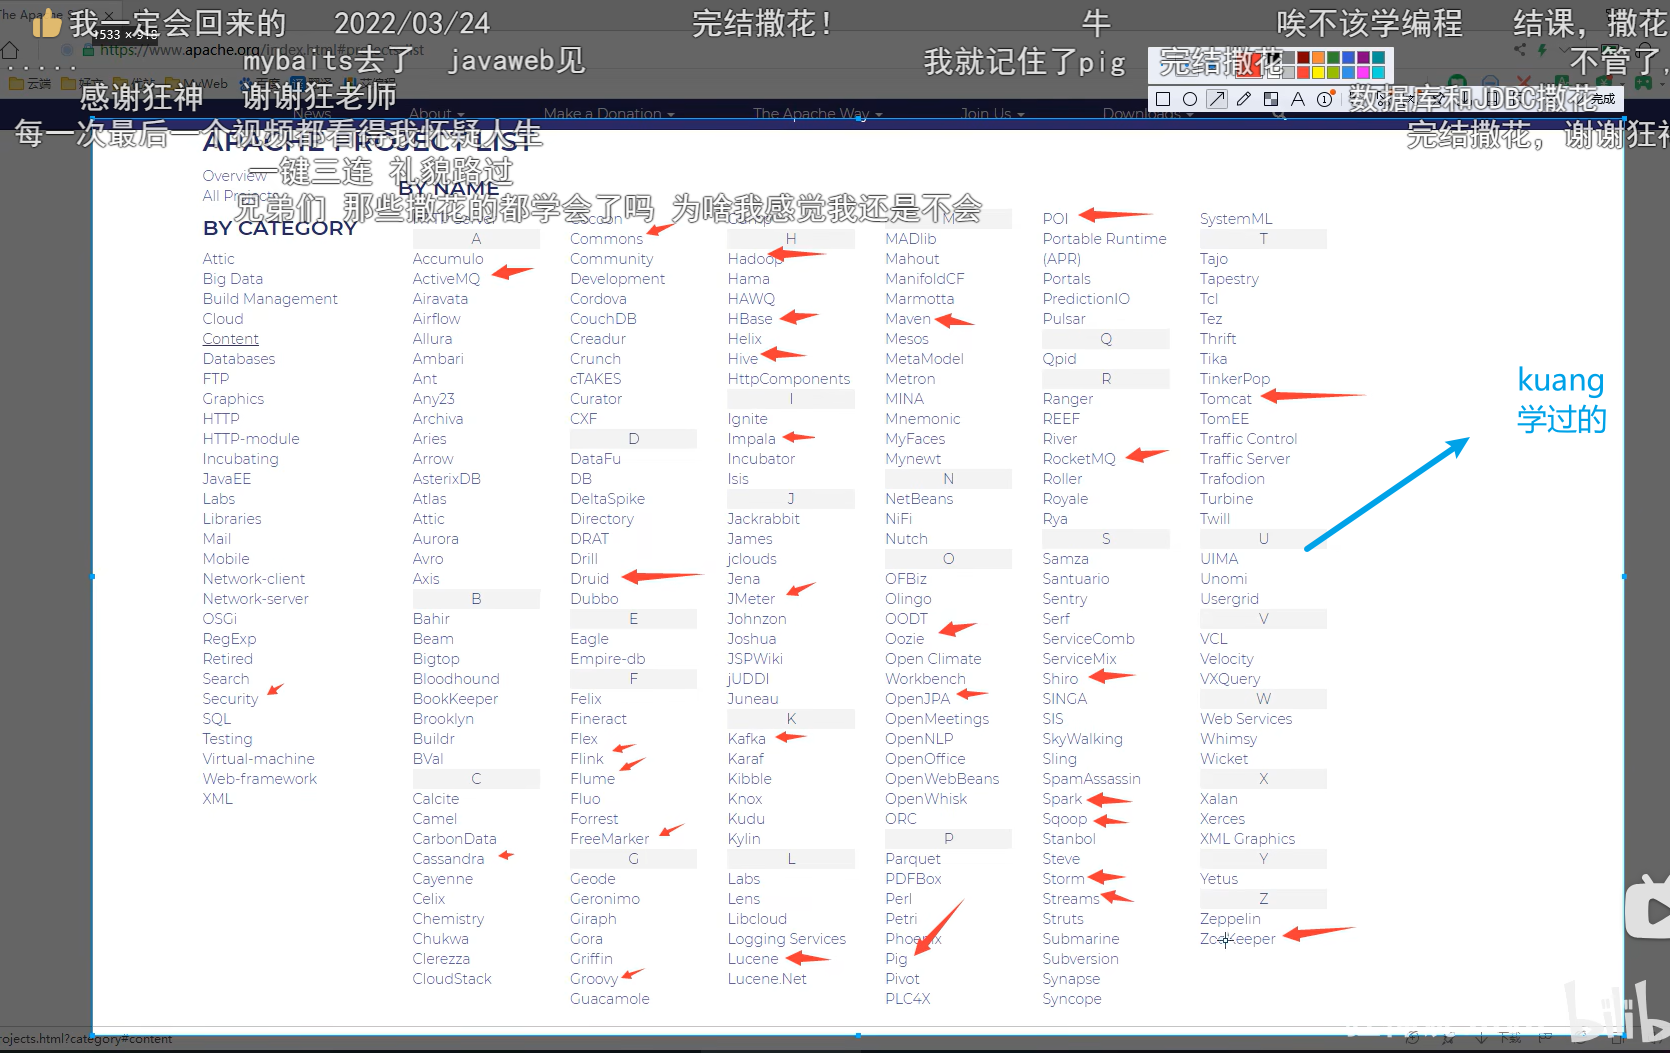 我一定会回来的
2022/03/24
完结撒花！
牛
唉不该学编程
结课，撒花
1533 × 918
https://www.apache.org/index.html#projects-list
mybaits去了
javaweb见
我就记住了pig
完结撒花
不管了，
云端
MyWeb
感谢狂神
谢谢狂老师
数据库和JDBC撒花
完成
News
About
Make a Donation
The Apache Way
Join Us
Downloads
每一次最后一个视频都看得我怀疑人生
完结撒花，谢谢狂神
APACHE PROJECT LIST
一键三连 礼貌路过
Overview
All Projects
BY NAME
兄弟们 那些撒花的都学会了吗 为啥我感觉我还是不会
BY CATEGORY
Attic
Big Data
Build Management
Cloud
Content
Databases
FTP
Graphics
HTTP
HTTP-module
Incubating
JavaEE
Labs
Libraries
Mail
Mobile
Network-client
Network-server
OSGi
RegExp
Retired
Search
Security
SQL
Testing
Virtual-machine
Web-framework
XML
HTTP Server
A
Accumulo
ActiveMQ
Airavata
Airflow
Allura
Ambari
Ant
Any23
Archiva
Aries
Arrow
AsterixDB
Atlas
Attic
Aurora
Avro
Axis
B
Bahir
Beam
Bigtop
Bloodhound
BookKeeper
Brooklyn
Buildr
BVal
C
Calcite
Camel
CarbonData
Cassandra
Cayenne
Celix
Chemistry
Chukwa
Clerezza
CloudStack
Cocoon
Commons
Community
Development
Cordova
CouchDB
Creadur
Crunch
cTAKES
Curator
CXF
D
DataFu
DB
DeltaSpike
Directory
DRAT
Drill
Druid
Dubbo
E
Eagle
Empire-db
F
Felix
Fineract
Flex
Flink
Flume
Fluo
Forrest
FreeMarker
G
Geode
Geronimo
Giraph
Gora
Griffin
Groovy
Guacamole
Gump
H
Hadoop
Hama
HAWQ
HBase
Helix
Hive
HttpComponents
I
Ignite
Impala
Incubator
Isis
J
Jackrabbit
James
jclouds
Jena
JMeter
Johnzon
Joshua
JSPWiki
jUDDI
Juneau
K
Kafka
Karaf
Kibble
Knox
Kudu
Kylin
L
Labs
Lens
Libcloud
Logging Services
Lucene
Lucene.Net
M
MADlib
Mahout
ManifoldCF
Marmotta
Maven
Mesos
MetaModel
Metron
MINA
Mnemonic
MyFaces
Mynewt
N
NetBeans
NiFi
Nutch
O
OFBiz
Olingo
OODT
Oozie
Open Climate
Workbench
OpenJPA
OpenMeetings
OpenNLP
OpenOffice
OpenWebBeans
OpenWhisk
ORC
P
Parquet
PDFBox
Perl
Petri
Phoenix
Pig
Pivot
PLC4X
POI
Portable Runtime
(APR)
Portals
PredictionIO
Pulsar
Q
Qpid
R
Ranger
REEF
River
RocketMQ
Roller
Royale
Rya
S
Samza
Santuario
Sentry
Serf
ServiceComb
ServiceMix
Shiro
SINGA
SIS
SkyWalking
Sling
SpamAssassin
Spark
Sqoop
Stanbol
Steve
Storm
Streams
Struts
Submarine
Subversion
Synapse
Syncope
SystemML
T
Tajo
Tapestry
Tcl
Tez
Thrift
Tika
TinkerPop
Tomcat
TomEE
Traffic Control
Traffic Server
Trafodion
Turbine
Twill
U
UIMA
Unomi
Usergrid
V
VCL
Velocity
VXQuery
W
Web Services
Whimsy
Wicket
X
Xalan
Xerces
XML Graphics
Y
Yetus
Z
Zeppelin
ZooKeeper
kuang
学过的
rojects.html?category#content
下载
bilib